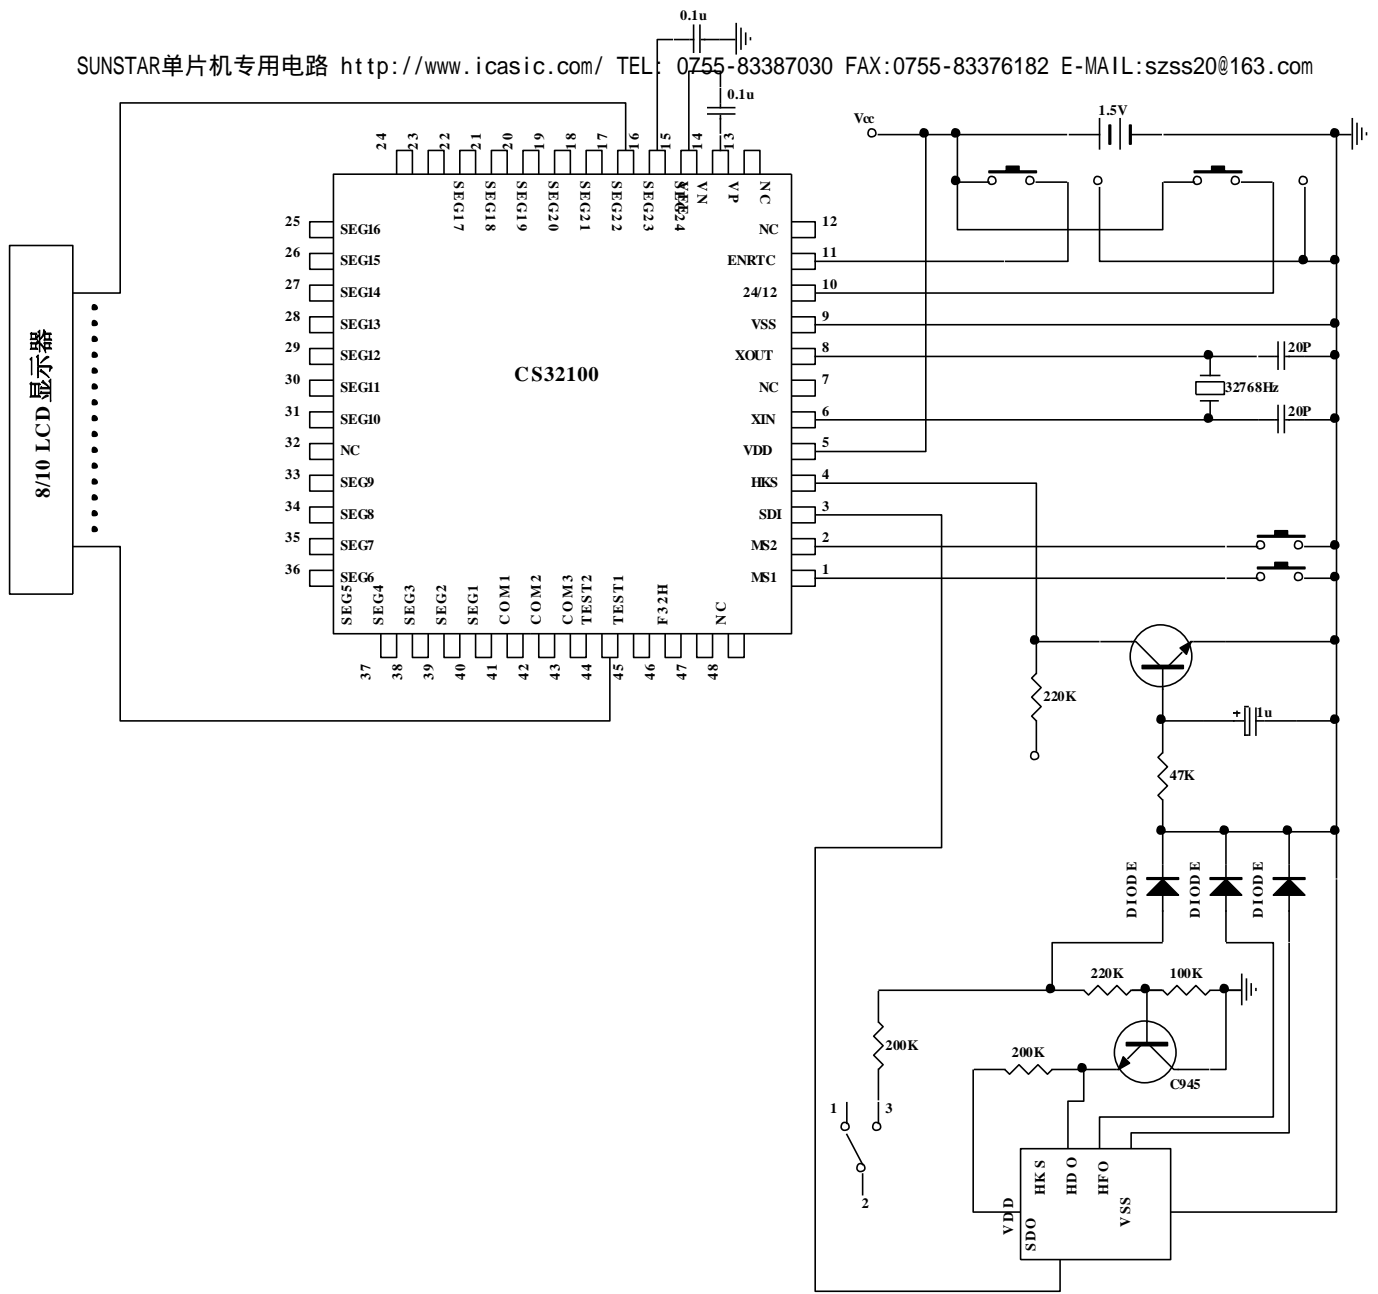 0.1u
SUNSTAR单片机专用电路 http://www.icasic.com/ TEL: 0755-83387030 FAX:0755-83376182 E-MAIL:szss20@163.com
0.1u
Vcc
1.5V
24 23 22 21 20 19 18 17 16 15 14 13
SEG17 SEG18 SEG19 SEG20 SEG21 SEG22 SEG23 SEG24 VEE VN VP NC
25 SEG16 NC 12
26 SEG15 ENRTC 11
27 SEG14 24/12 10
28 SEG13 VSS 9
29 SEG12 XOUT 8 20P
30 SEG11 CS32100 NC 7 32768Hz
31 SEG10 XIN 6 20P
32 NC VDD 5
33 SEG9 HKS 4
34 SEG8 SDI 3
35 SEG7 MS2 2
36 SEG6 MS1 1
8/10 LCD显示器
SEG5 SEG4 SEG3 SEG2 SEG1 COM1 COM2 COM3 TEST2 TEST1 F32H NC
37 38 39 40 41 42 43 44 45 46 47 48
220K
+ 1u
47K
DIODE DIODE DIODE
220K 100K
200K 200K
C945
1 3
2
HKS HDO HFO
VDD SDO VSS